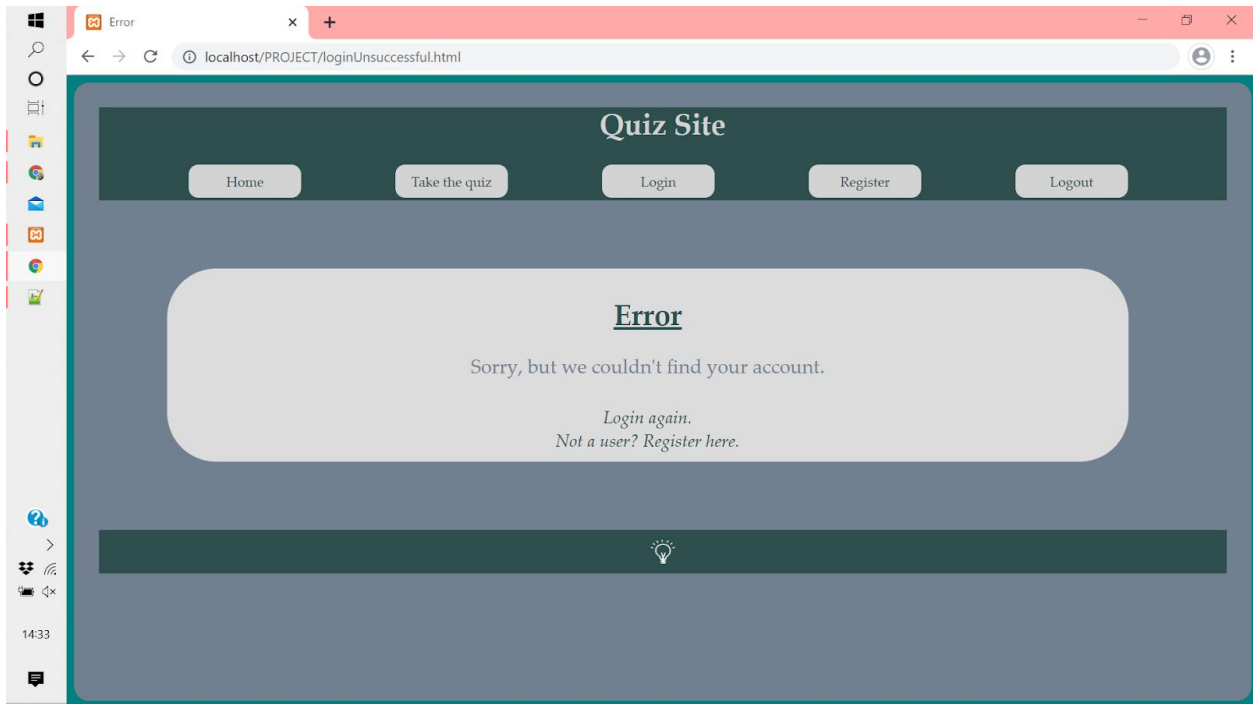 Error
localhost/PROJECT/loginUnsuccessful.html
Quiz Site
Home Take the quiz Login Register Logout
Error
Sorry, but we couldn't find your account.
Login again.
Not a user? Register here.
14:33